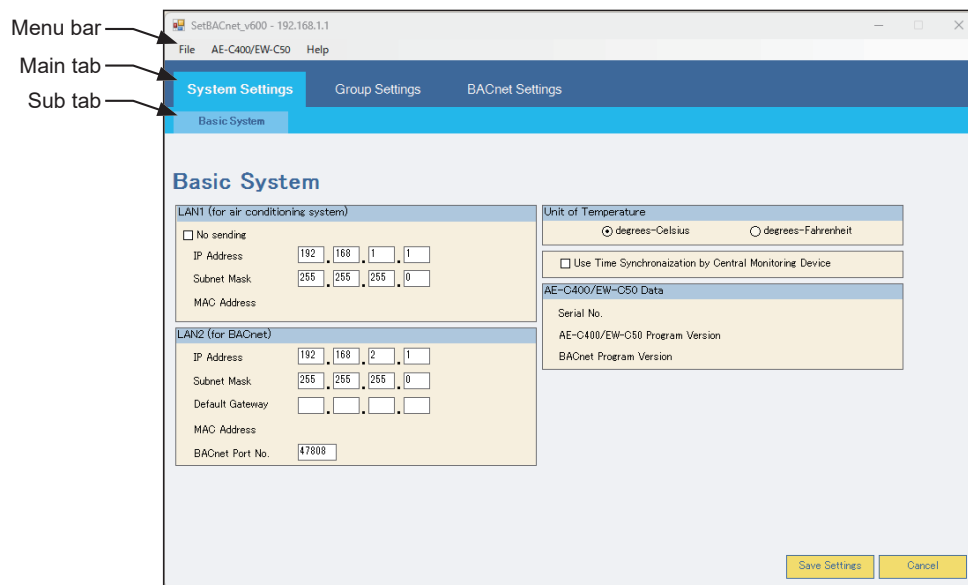 SetBACnet_v600 - 192.168.1.1
Menu bar
File AE-C400/EW-C50 Help
Main tab
System Settings Group Settings BACnet Settings
Sub tab
Basic System
Basic System
LAN1 (for air conditioning system)
No sending
IP Address 192 . 168 . 1 . 1
Subnet Mask 255 . 255 . 255 . 0
MAC Address
LAN2 (for BACnet)
IP Address 192 . 168 . 2 . 1
Subnet Mask 255 . 255 . 255 . 0
Default Gateway . . .
MAC Address
BACnet Port No. 47808
Unit of Temperature
degrees-Celsius degrees-Fahrenheit
Use Time Synchronaization by Central Monitoring Device
AE-C400/EW-C50 Data
Serial No.
AE-C400/EW-C50 Program Version
BACnet Program Version
Save Settings Cancel